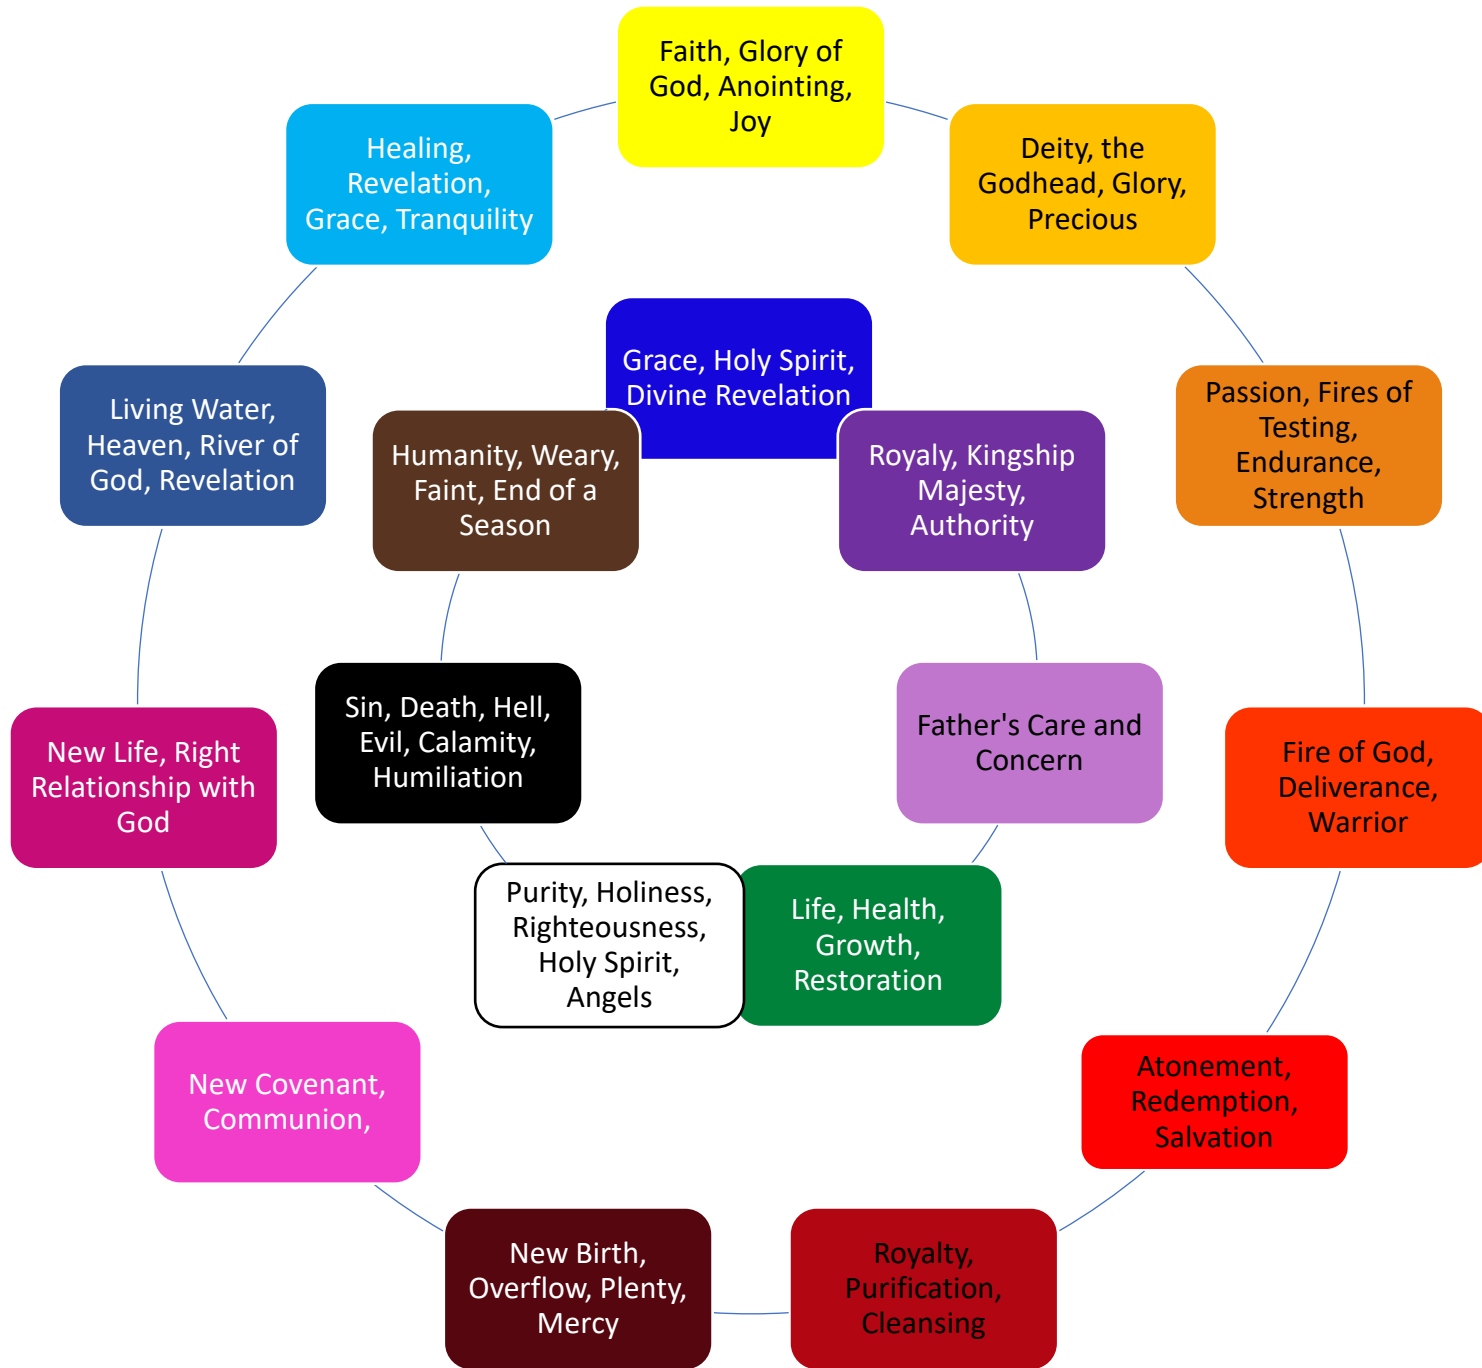 Faith, Glory of
God, Anointing,
Joy
Deity, the
Godhead, Glory,
Precious
Passion, Fires of
Testing,
Endurance,
Strength
Fire of God,
Deliverance,
Warrior
Atonement,
Redemption,
Salvation
Royalty,
Purification,
Cleansing
New Birth,
Overflow, Plenty,
Mercy
New Covenant,
Communion,
New Life, Right
Relationship with
God
Living Water,
Heaven, River of
God, Revelation
Healing,
Revelation,
Grace, Tranquility
Grace, Holy Spirit,
Divine Revelation
Royaly, Kingship
Majesty,
Authority
Father's Care and
Concern
Life, Health,
Growth,
Restoration
Purity, Holiness,
Righteousness,
Holy Spirit,
Angels
Sin, Death, Hell,
Evil, Calamity,
Humiliation
Humanity, Weary,
Faint, End of a
Season